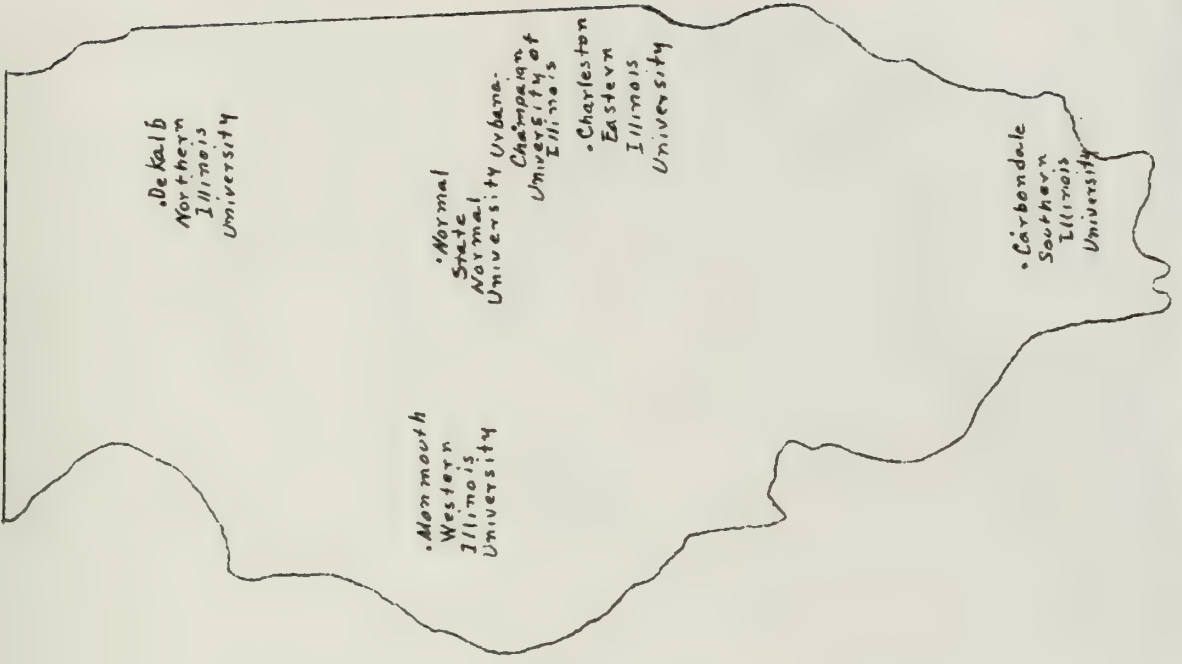 .DeKalb
Northern
Illinois
University
.Normal
State
Normal
University
Urbana-
Champaign
University of
Illinois
.Charleston
Eastern
Illinois
University
.Monmouth
Western
Illinois
University
.Carbondale
Southern
Illinois
University